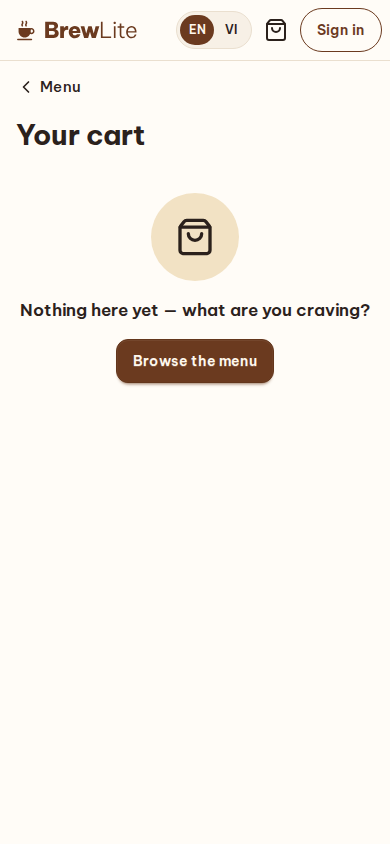 BrewLite
EN VI
Sign in
Menu
Your cart
Nothing here yet — what are you craving?
Browse the menu